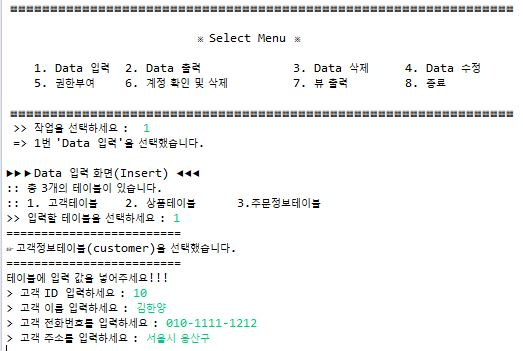 ※ Select Menu ※
1. Data 입력 2. Data 출력 3. Data 삭제 4. Data 수정
5. 권한부여 6. 계정 확인 및 삭제 7. 뷰 출력 8. 종료
>> 작업을 선택하세요 : 1
=> 1번 'Data 입력'을 선택했습니다.
▶▶▶Data 입력 화면(Insert) ◀◀◀
:: 총 3개의 테이블이 있습니다.
:: 1. 고객테이블 2. 상품테이블 3.주문정보테이블
>> 입력할 테이블을 선택하세요 : 1
==========================
☞고객정보테이블(customer)을 선택했습니다.
==========================
테이블에 입력 값을 넣어주세요!!!
> 고객 ID 입력하세요 : 10
> 고객 이름 입력하세요 : 김한양
> 고객 전화번호를 입력하세요 : 010-1111-1212
> 고객 주소를 입력하세요 : 서울시 용산구